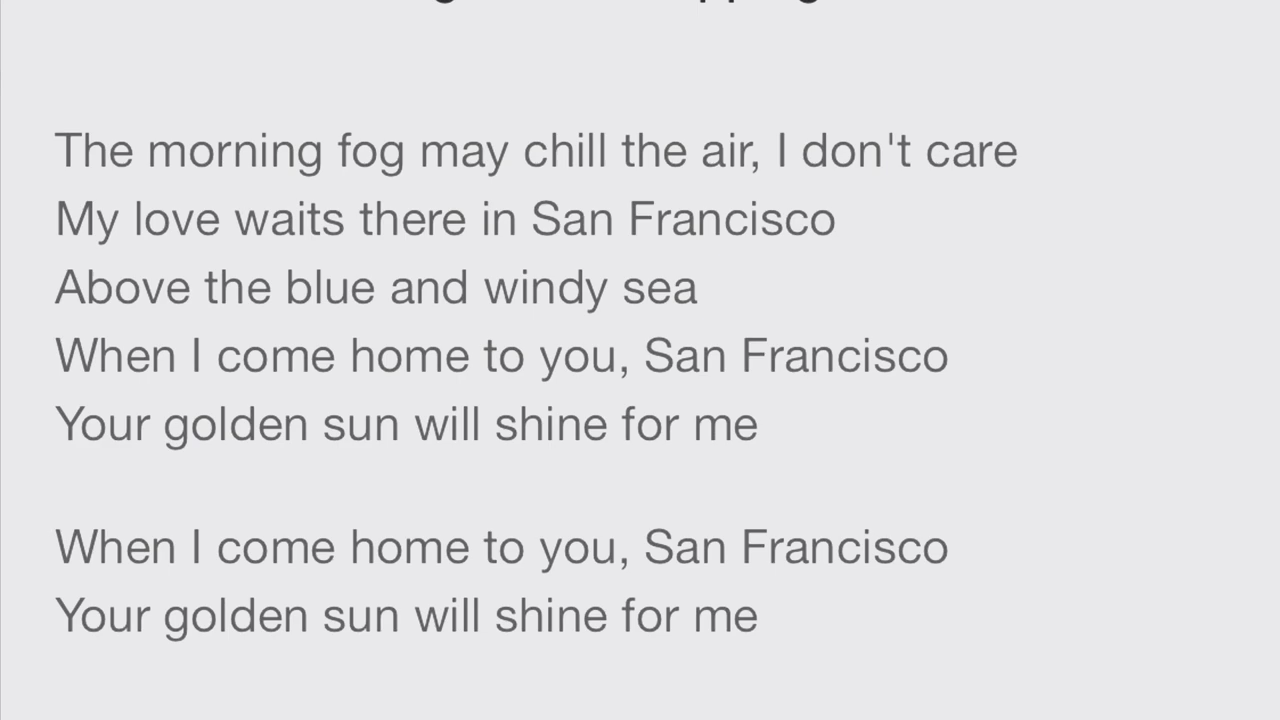 The morning fog may chill the air, I don't care
My love waits there in San Francisco
Above the blue and windy sea
When I come home to you, San Francisco
Your golden sun will shine for me
When I come home to you, San Francisco
Your golden sun will shine for me